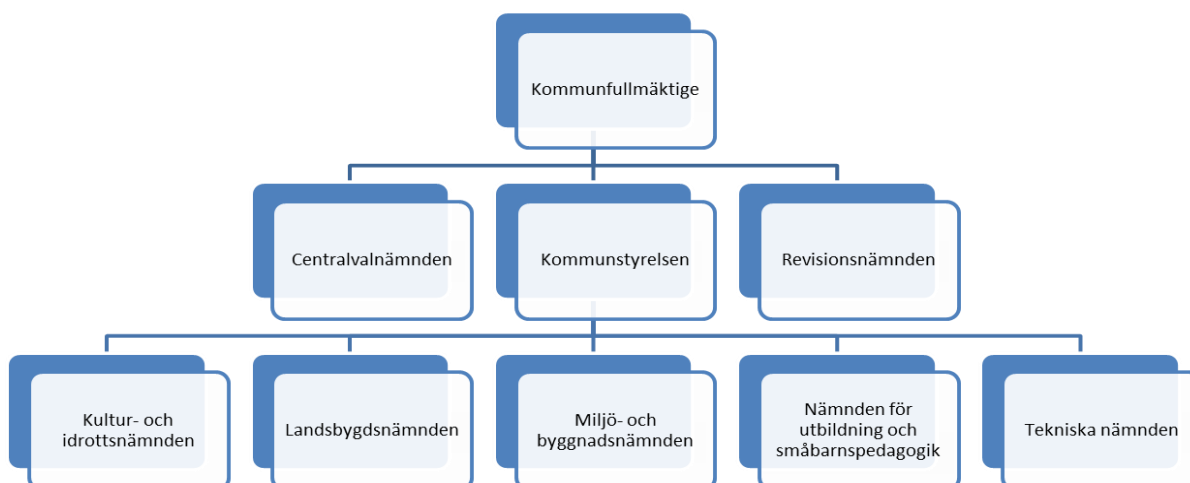 Kommunfullmäktige
Centralvalnämnden
Kommunstyrelsen
Revisionsnämnden
Kultur- och
idrottsnämnden
Landsbygdsnämnden
Miljö- och
byggnadsnämnden
Nämnden för
utbildning och
småbarnspedagogik
Tekniska nämnden